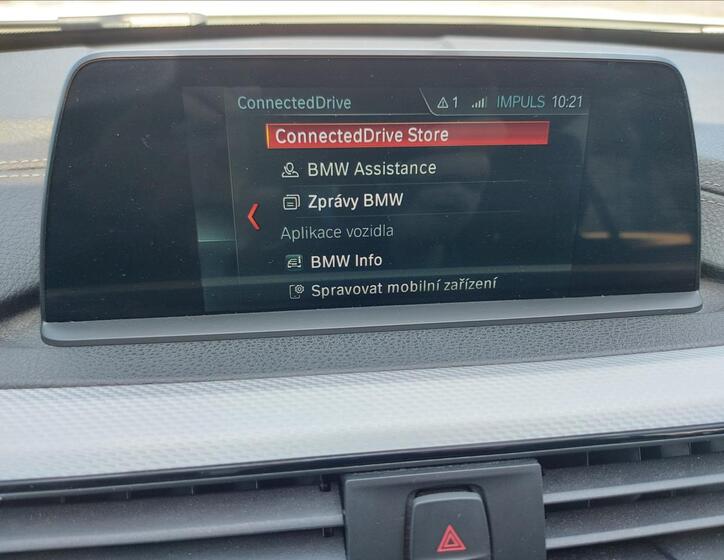 ConnectedDrive 1 IMPULS 10:21
ConnectedDrive Store
BMW Assistance
Zprávy BMW
Aplikace vozidla
BMW Info
Spravovat mobilní zařízení